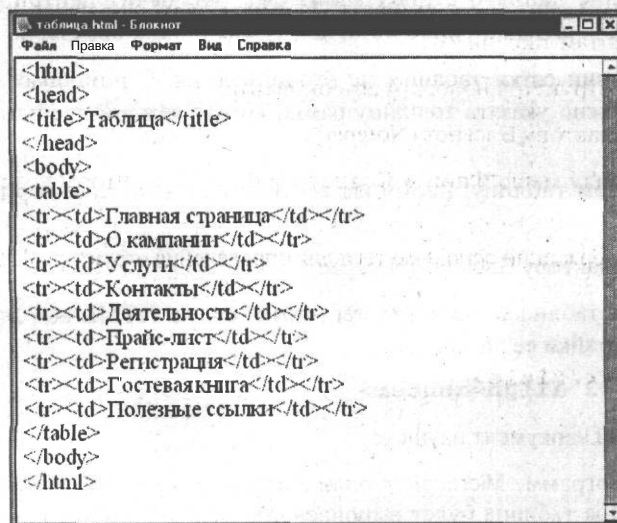 таблица.html - Блокнот
Файл Правка Формат Вид Справка
<html>
<head>
<title>Таблица</title>
</head>
<body>
<table>
<tr><td>Главная страница</td></tr>
<tr><td>О кампании</td></tr>
<tr><td>Услуги</td></tr>
<tr><td>Контакты</td></tr>
<tr><td>Деятельность</td></tr>
<tr><td>Прайс-лист</td></tr>
<tr><td>Регистрация</td></tr>
<tr><td>Гостевая книга</td></tr>
<tr><td>Полезные ссылки</td></tr>
</table>
</body>
</html>